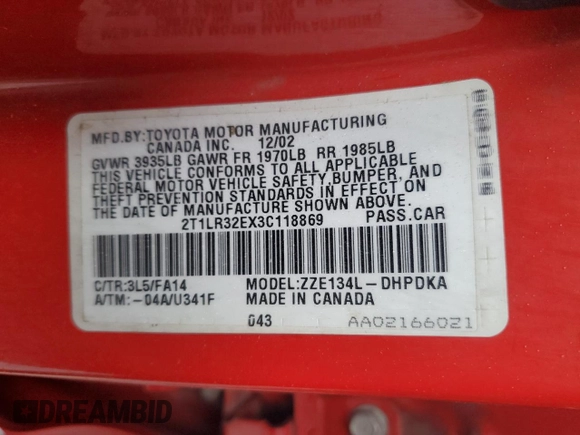 MFD.BY:TOYOTA MOTOR MANUFACTURING
CANADA INC. 12/02
GVWR 3935LB GAWR FR 1970LB RR 1985LB
THIS VEHICLE CONFORMS TO ALL APPLICABLE
FEDERAL MOTOR VEHICLE SAFETY,BUMPER, AND
THEFT PREVENTION STANDARDS IN EFFECT ON
THE DATE OF MANUFACTURE SHOWN ABOVE.
2T1LR32EX3C118869 PASS.CAR
C/TR:3L5/FA14 MODEL:ZZE134L-DHPDKA
A/TM:-04A/U341F MADE IN CANADA
043 AA02166021
DREAMBID